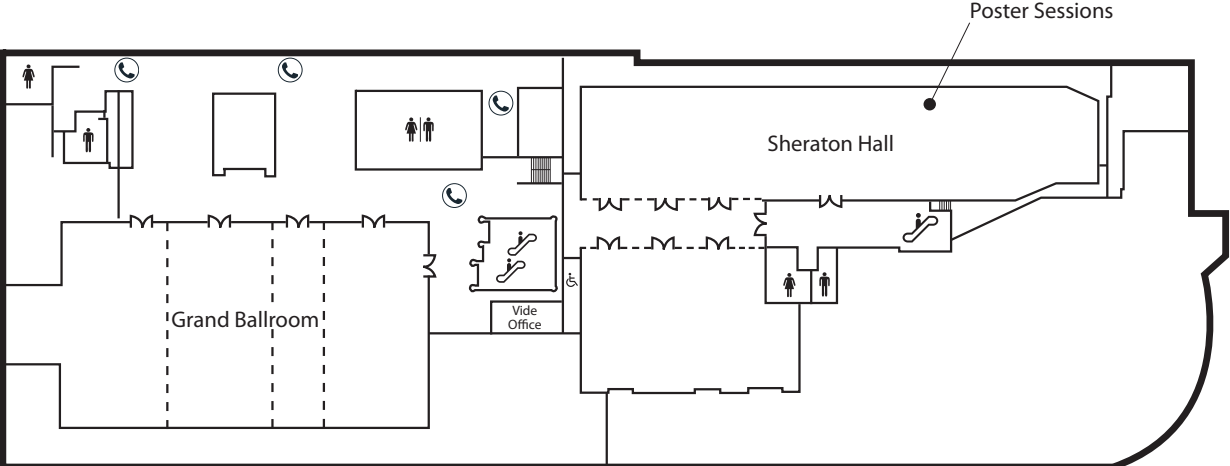 Poster Sessions
Sheraton Hall
Grand Ballroom
Vide
Office